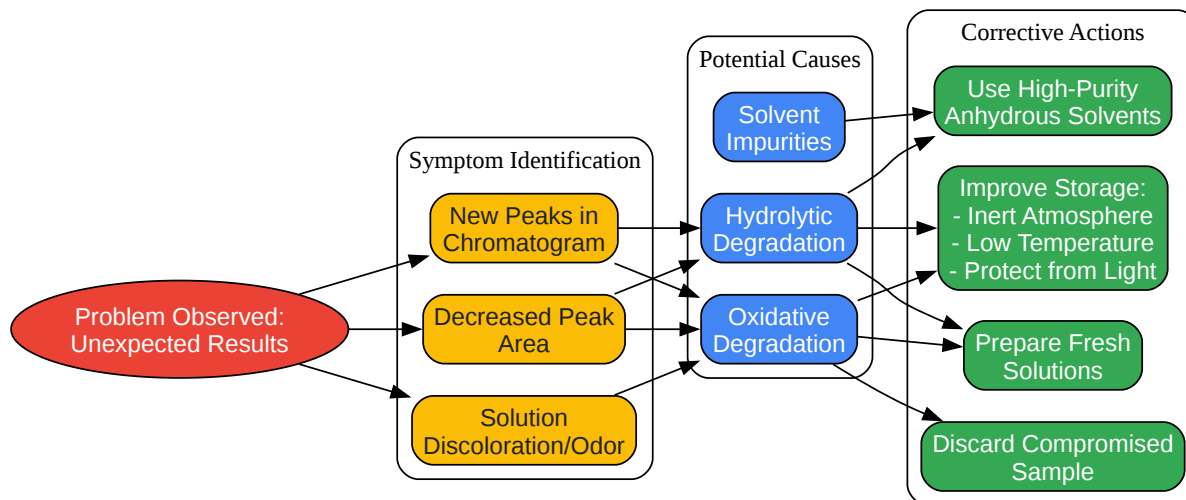 Problem Observed:
Unexpected Results
Symptom Identification
New Peaks in
Chromatogram
Decreased Peak
Area
Solution
Discoloration/Odor
Potential Causes
Solvent
Impurities
Hydrolytic
Degradation
Oxidative
Degradation
Corrective Actions
Use High-Purity
Anhydrous Solvents
Improve Storage:
- Inert Atmosphere
- Low Temperature
- Protect from Light
Prepare Fresh
Solutions
Discard Compromised
Sample